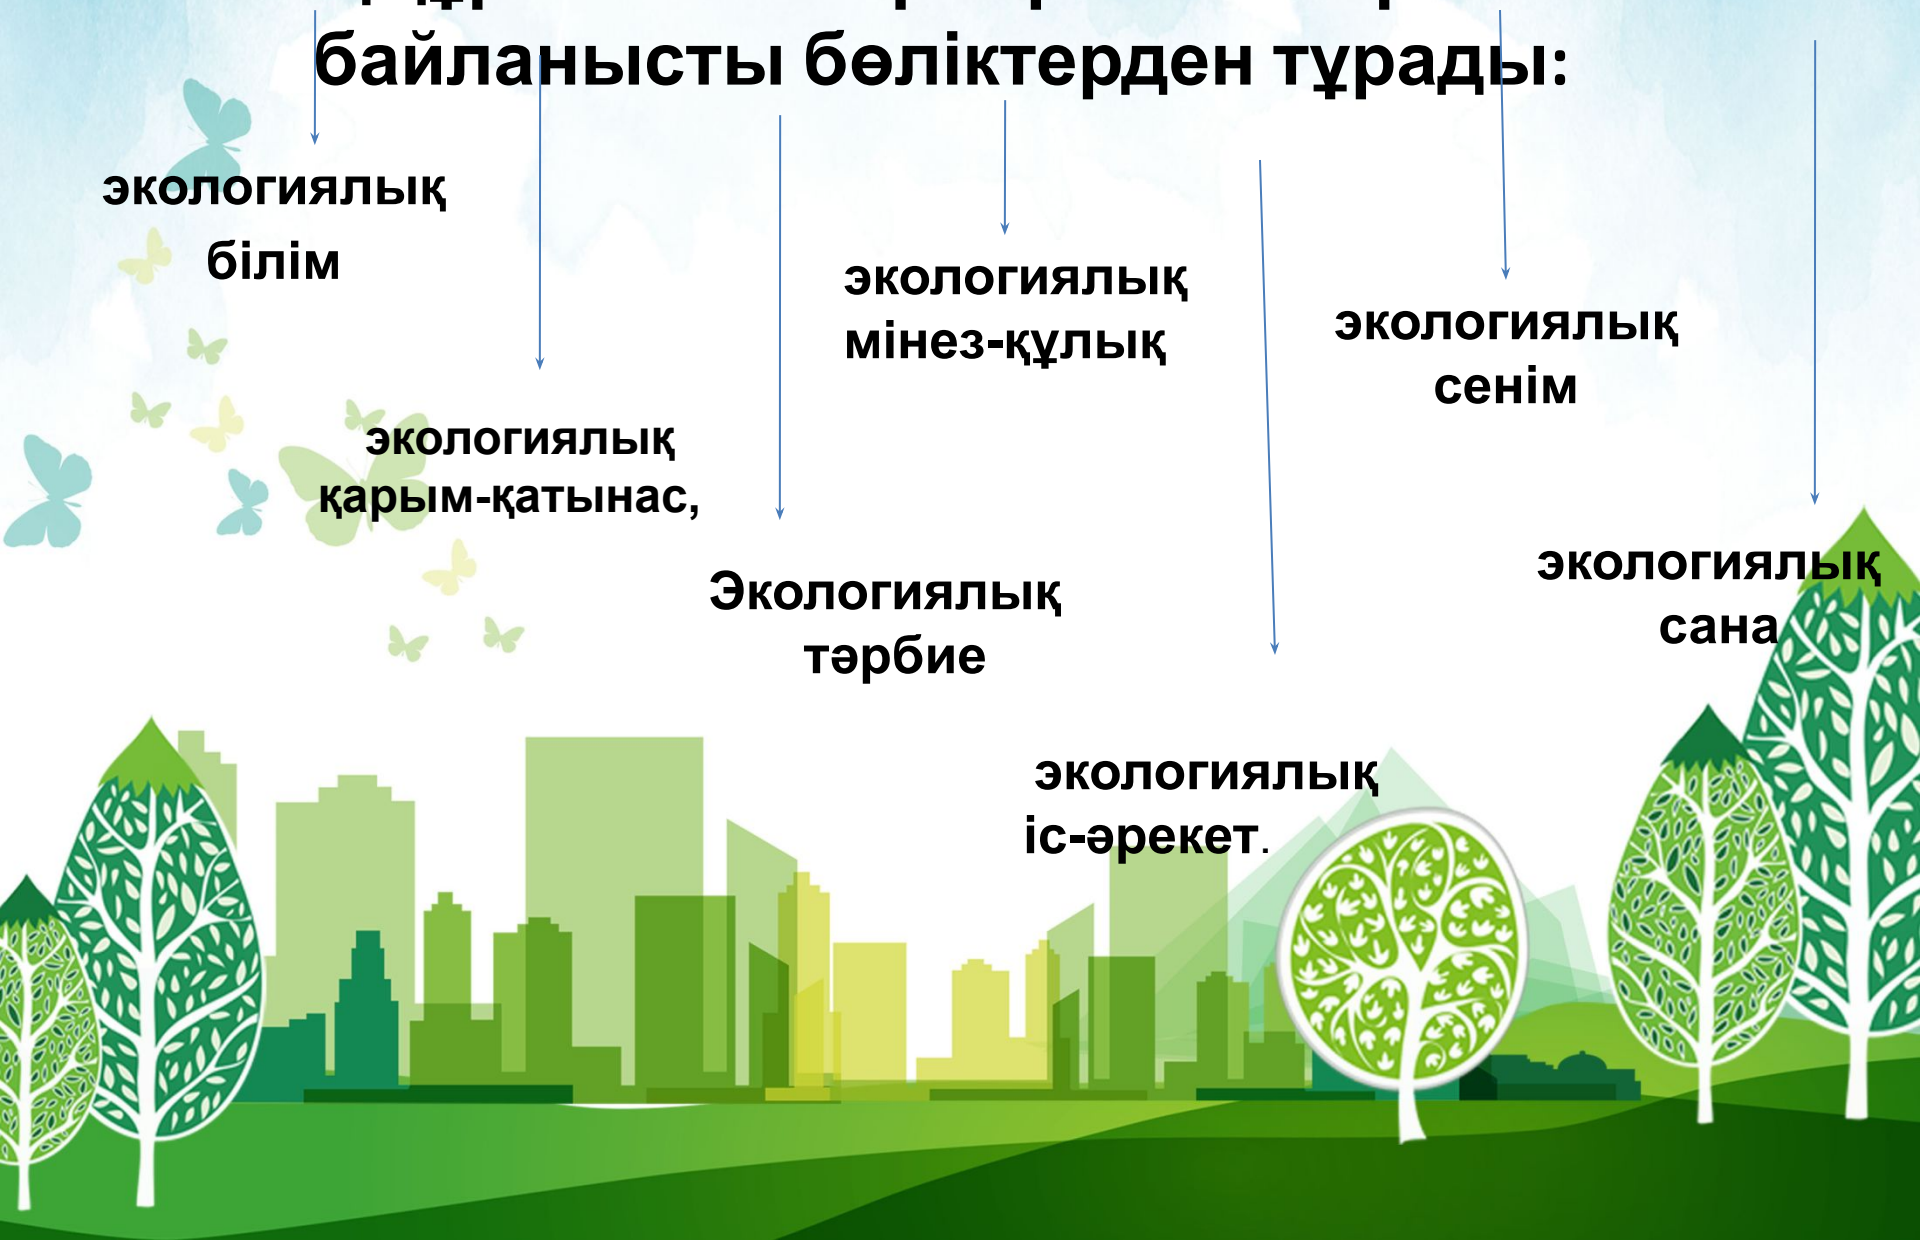 байланысты бөліктерден тұрады:
экологиялық
білім
экологиялық
қарым-қатынас,
Экологиялық
тәрбие
экологиялық
мінез-құлық
экологиялық
іс-әрекет.
экологиялық
сенім
экологиялық
сана